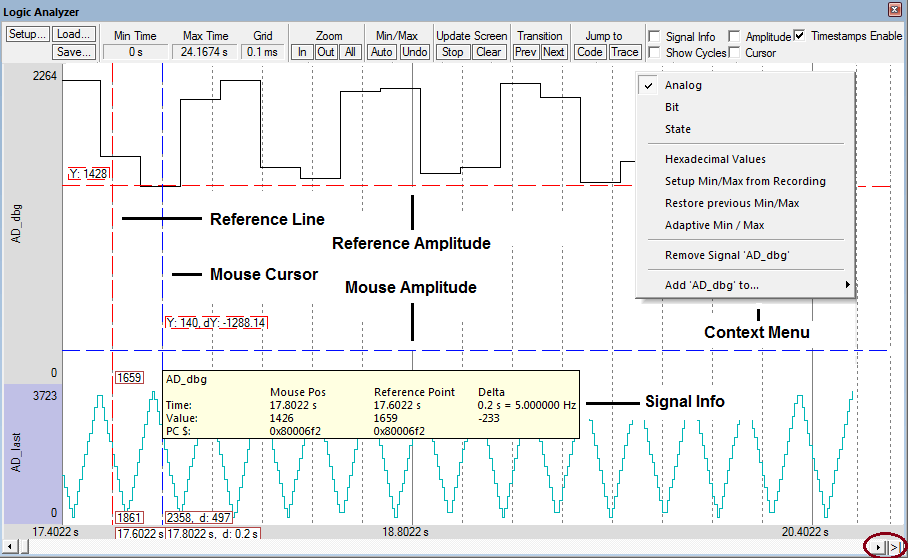 Logic Analyzer
Setup... Load... Min Time Max Time Grid Zoom Min/Max Update Screen Transition Jump to Signal Info Amplitude Timestamps Enable
Save... 0 s 24.1674 s 0.1 ms In Out All Auto Undo Stop Clear Prev Next Code Trace Show Cycles Cursor
2264
AD_dbg
0
Y: 1428
Reference Line
Reference Amplitude
Mouse Cursor
Mouse Amplitude
Y: 140, dY: -1288.14
Analog
Bit
State
Hexadecimal Values
Setup Min/Max from Recording
Restore previous Min/Max
Adaptive Min / Max
Remove Signal 'AD_dbg'
Add 'AD_dbg' to...
Context Menu
1659
AD_dbg
Mouse Pos Reference Point Delta
Time: 17.8022 s 17.6022 s 0.2 s = 5.000000 Hz
Value: 1426 1659 -233
PC $: 0x80006f2 0x80006f2
Signal Info
3723
AD_last
0
1861 2358, d: 497
17.4022 s 17.6022 s 17.8022 s, d: 0.2 s 18.8022 s 20.4022 s